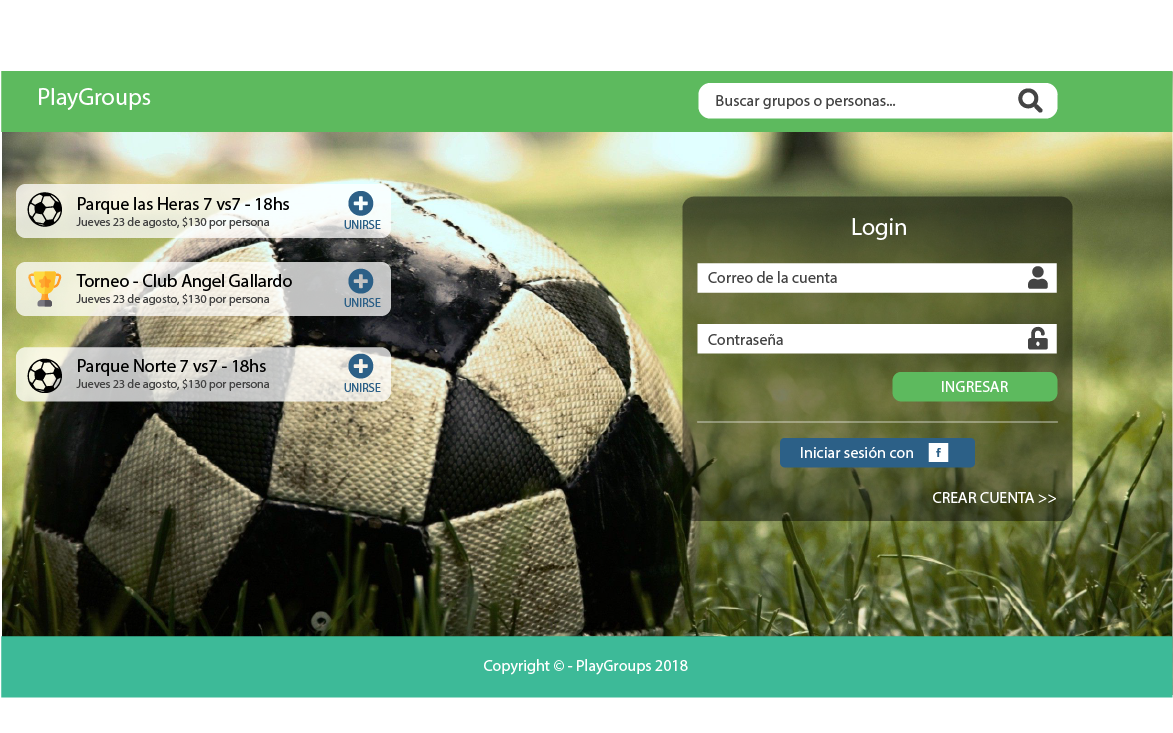 PlayGroups
Buscar grupos o personas...
Parque las Heras 7 vs7 - 18hs
Jueves 23 de agosto, $130 por persona
UNIRSE
Torneo - Club Angel Gallardo
Jueves 23 de agosto, $130 por persona
UNIRSE
Parque Norte 7 vs7 - 18hs
Jueves 23 de agosto, $130 por persona
UNIRSE
Login
Correo de la cuenta
Contraseña
INGRESAR
Iniciar sesión con f
CREAR CUENTA >>
Copyright © - PlayGroups 2018